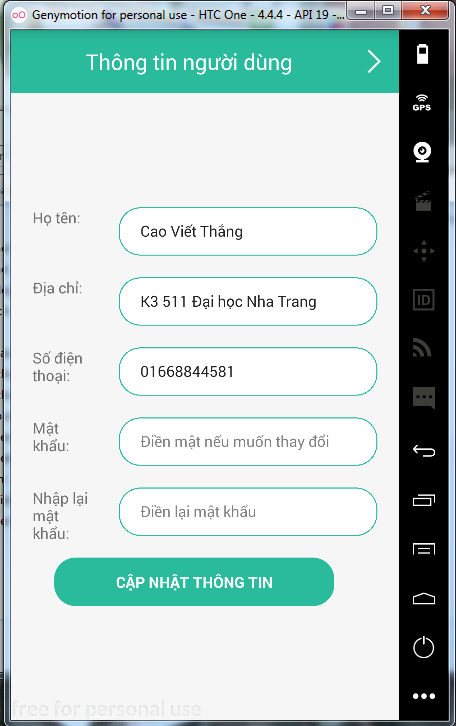 Genymotion for personal use - HTC One - 4.4.4 - API 19 -...
Thông tin người dùng
GPS
Họ tên:
Cao Viết Thắng
Địa chỉ:
K3 511 Đại học Nha Trang
ID
Số điện
thoại:
01668844581
Mật
khẩu:
Điền mật nếu muốn thay đổi
Nhập lại
mật
khẩu:
Điền lại mật khẩu
CẬP NHẬT THÔNG TIN
free for personal use